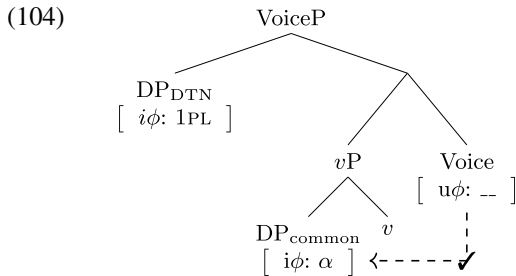 (104) VoiceP
DP_DTN
[ iφ: 1PL ]
vP Voice
[ uφ: __ ]
DP_common v
[ iφ: α ] ✓